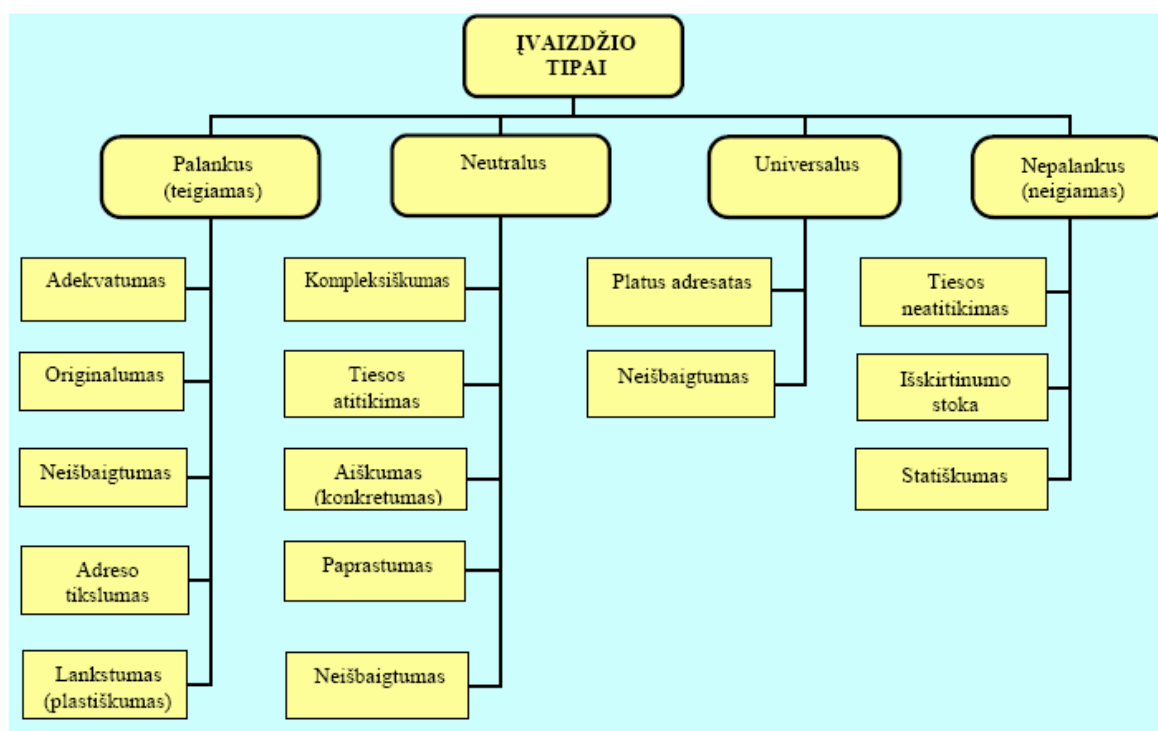 ĮVAIZDŽIO
TIPAI
Palankus
(teigiamas)
Neutralus
Universalus
Nepalankus
(neigiamas)
Adekvatumas
Originalumas
Neišbaigtumas
Adreso
tikslumas
Lankstumas
(plastiškumas)
Kompleksiškumas
Tiesos
atitikimas
Aiškumas
(konkretumas)
Paprastumas
Neišbaigtumas
Platus adresatas
Neišbaigtumas
Tiesos
neatitikimas
Išskirtinumo
stoka
Statiškumas